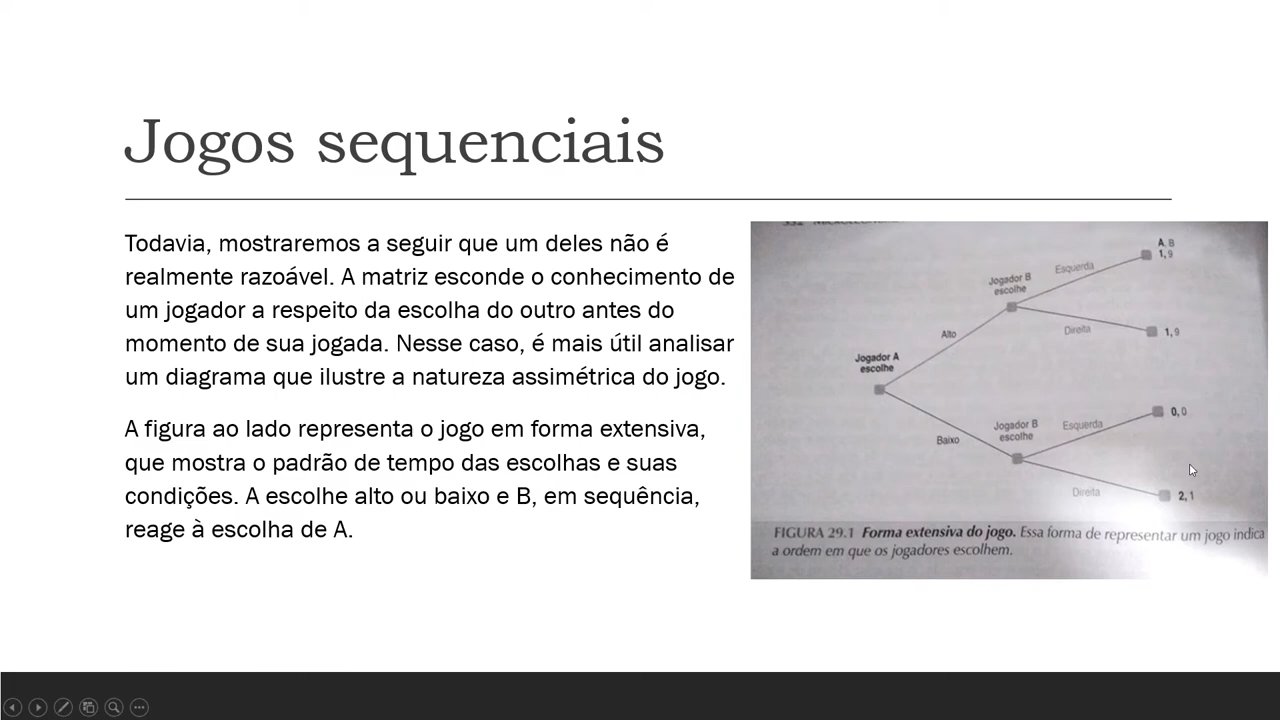 Jogos sequenciais
Todavia, mostraremos a seguir que um deles não é
realmente razoável. A matriz esconde o conhecimento de
um jogador a respeito da escolha do outro antes do
momento de sua jogada. Nesse caso, é mais útil analisar
um diagrama que ilustre a natureza assimétrica do jogo.
A figura ao lado representa o jogo em forma extensiva,
que mostra o padrão de tempo das escolhas e suas
condições. A escolhe alto ou baixo e B, em sequência,
reage à escolha de A.
A, B
1, 9
Esquerda
Jogador B
escolhe
Direita
1, 9
Alto
Jogador A
escolhe
Baixo
Jogador B
escolhe
Esquerda
0, 0
Direita
2, 1
FIGURA 29.1 Forma extensiva do jogo. Essa forma de representar um jogo indica
a ordem em que os jogadores escolhem.